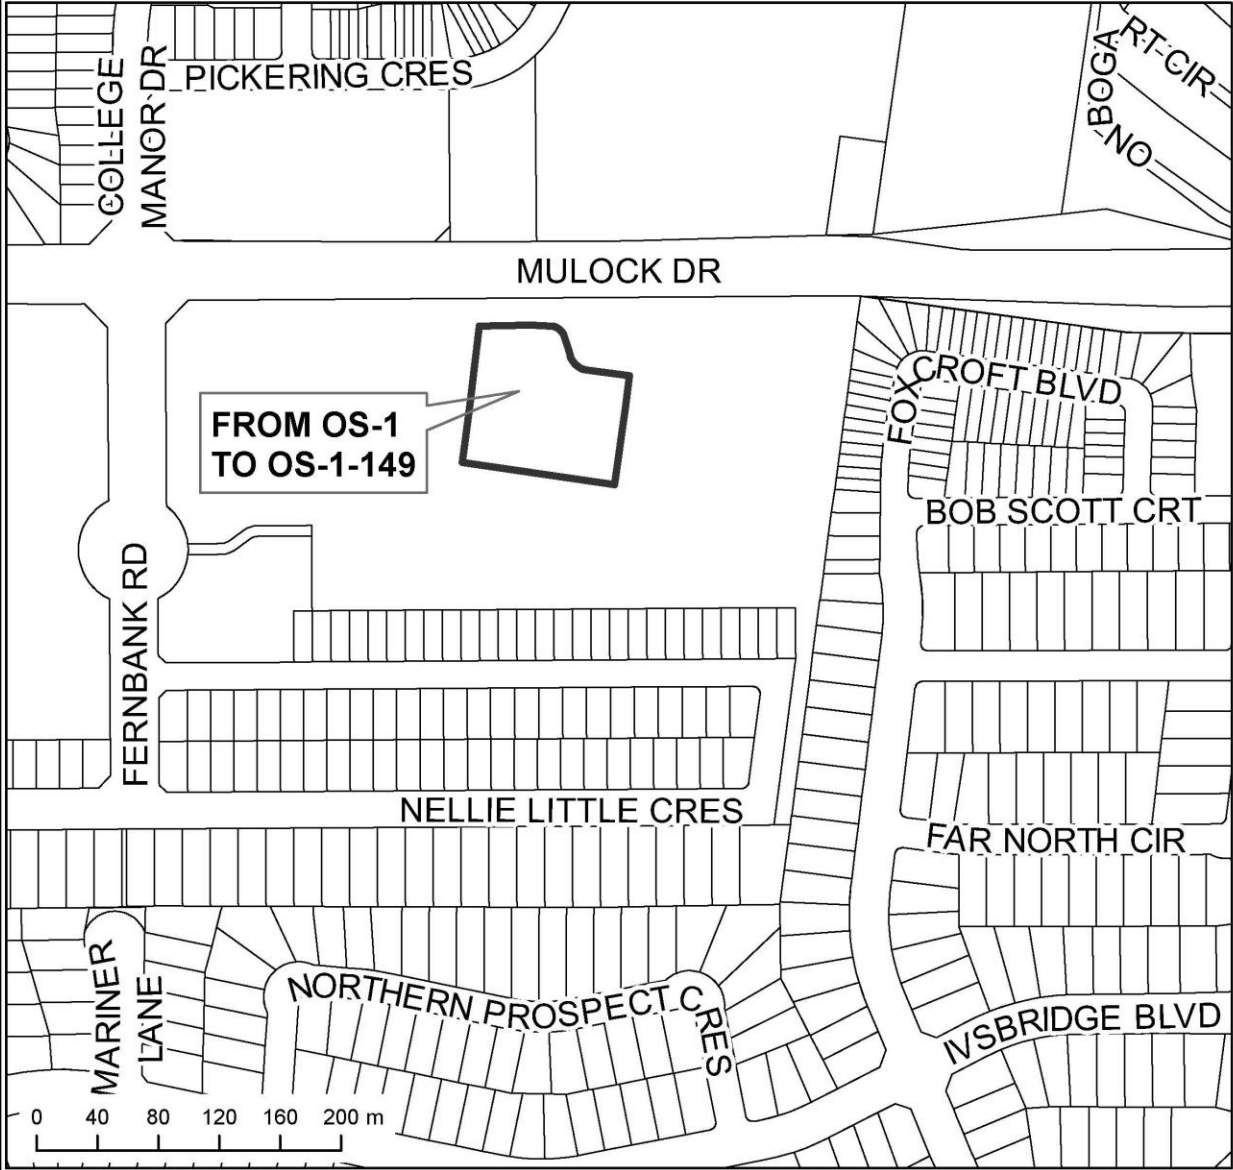 COLLEGE
MANOR DR
PICKERING CRES
BOGA
RT CIR
NO
MULOCK DR
FROM OS-1
TO OS-1-149
FOX
CROFT BLVD
BOB SCOTT CRT
FERNBANK RD
NELLIE LITTLE CRES
FAR NORTH CIR
MARINER
LANE
NORTHERN PROSPECT CRES
IVSBRIDGE BLVD
0 40 80 120 160 200 m